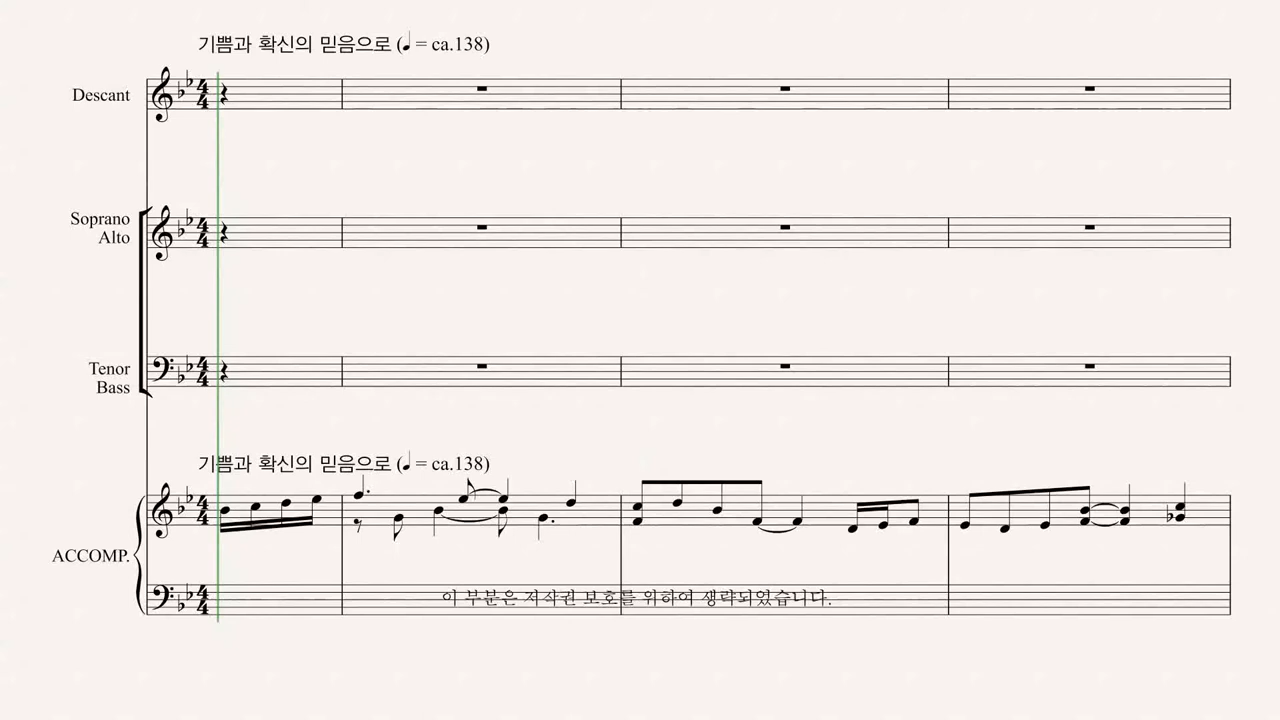 기쁨과 확신의 믿음으로 (♩ = ca.138)
Descant
Soprano
Alto
Tenor
Bass
기쁨과 확신의 믿음으로 (♩ = ca.138)
ACCOMP.
이 부분은 저작권 보호를 위하여 생략되었습니다.